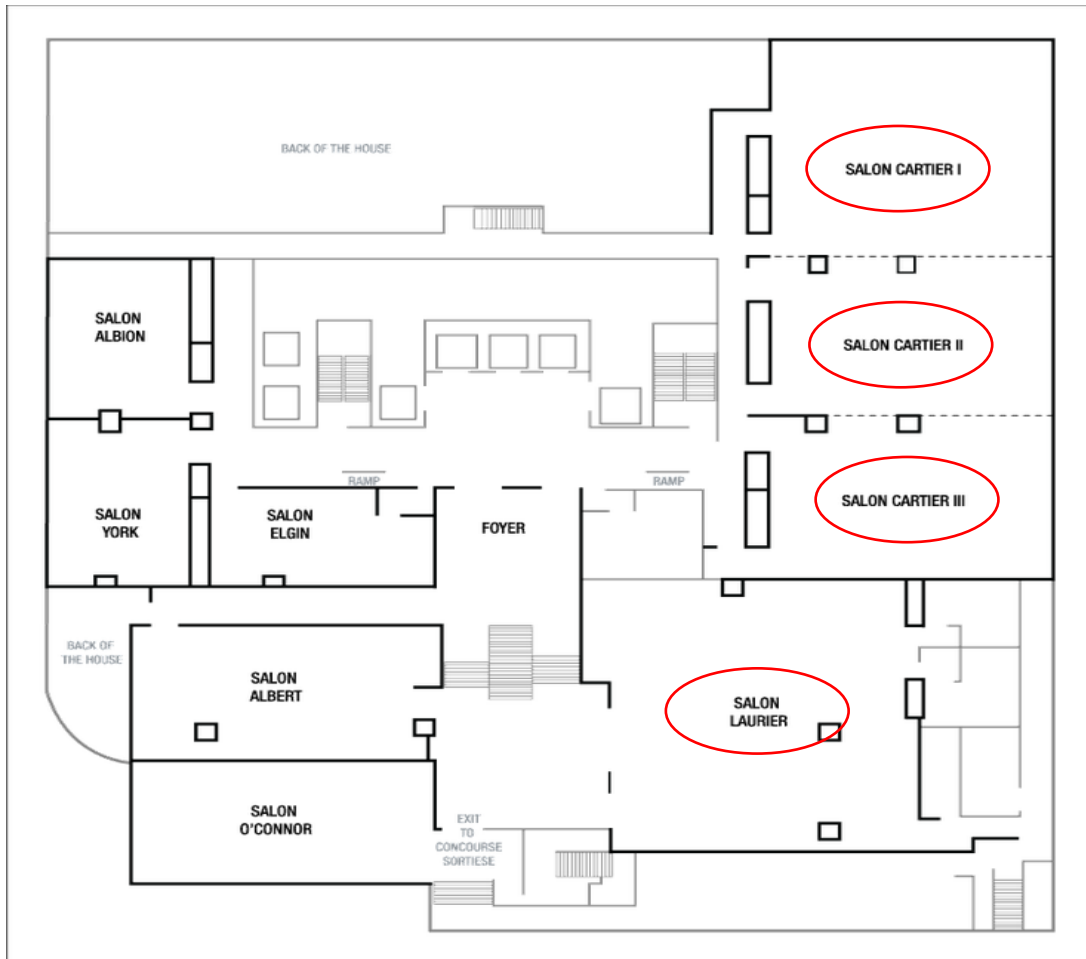 BACK OF THE HOUSE
SALON CARTIER I
SALON
ALBION
SALON CARTIER II
RAMP
RAMP
SALON CARTIER III
SALON
YORK
SALON
ELGIN
FOYER
BACK OF
THE HOUSE
SALON
ALBERT
SALON
LAURIER
SALON
O'CONNOR
EXIT
TO
CONCOURSE
SORTIESE